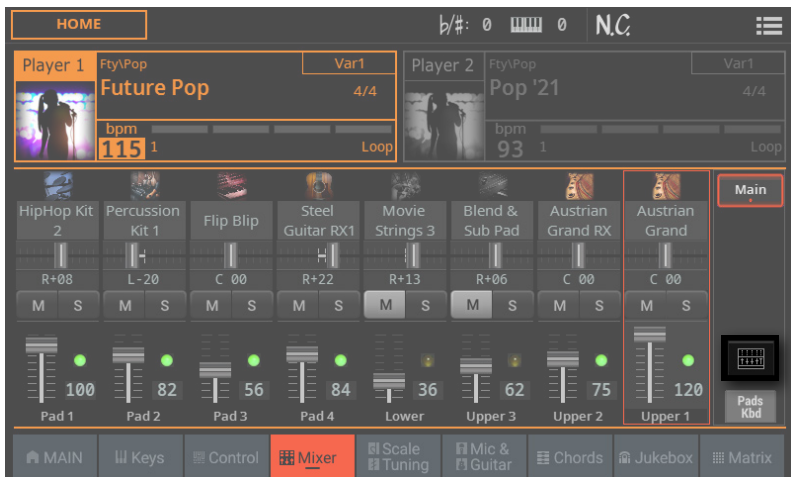 HOME
b/#: 0 0 N.C.
Player 1 Fty\Pop Var1
Future Pop 4/4
bpm
115 1 Loop
Player 2 Fty\Pop Var1
Pop '21 4/4
bpm
93 1 Loop
HipHop Kit 2
Percussion Kit 1
Flip Blip
Steel Guitar RX1
Movie Strings 3
Blend & Sub Pad
Austrian Grand RX
Austrian Grand
Main
R+08 L-20 C 00 R+22 R+13 R+06 C 00 C 00
M S M S M S M S M S M S M S M S
100 82 56 84 36 62 75 120
Pad 1 Pad 2 Pad 3 Pad 4 Lower Upper 3 Upper 2 Upper 1
Pads
Kbd
MAIN Keys Control Mixer Scale Tuning Mic & Guitar Chords Jukebox Matrix